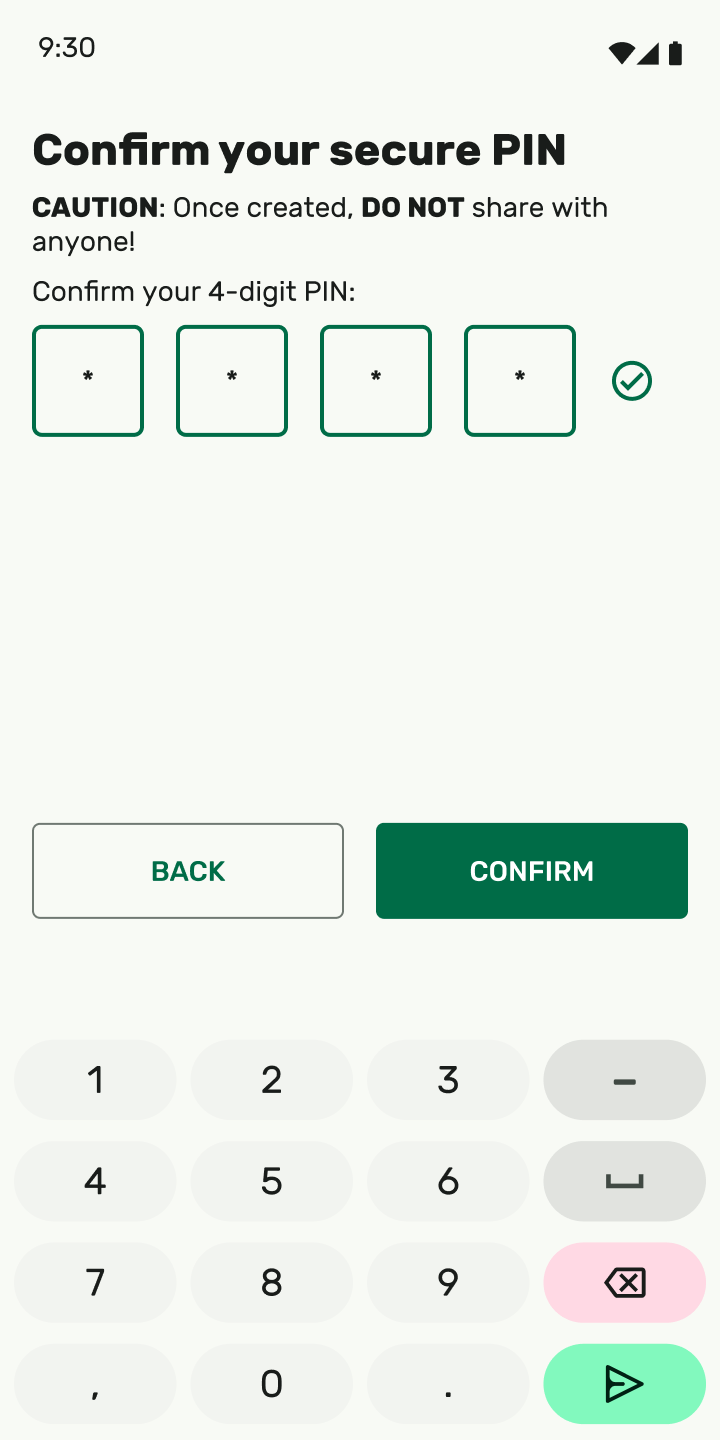 9:30
Confirm your secure PIN
CAUTION: Once created, DO NOT share with
anyone!
Confirm your 4-digit PIN:
* * * *
BACK CONFIRM
1 2 3 –
4 5 6
7 8 9
, 0 .